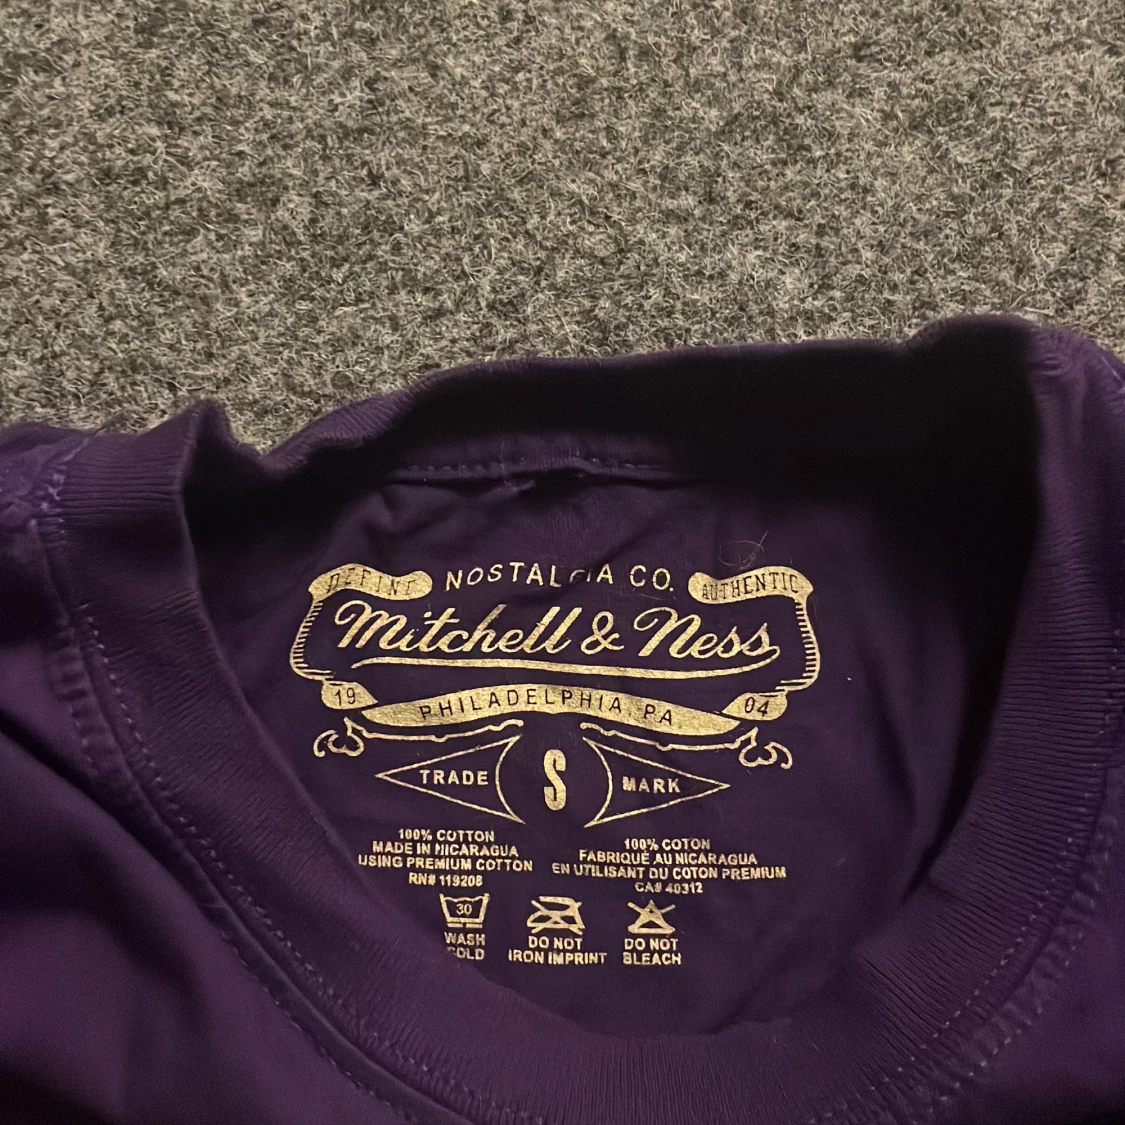 NOSTALGIA CO.
DEFINE AUTHENTIC
Mitchell & Ness
19 PHILADELPHIA, PA 04
TRADE S MARK
100% COTTON
MADE IN NICARAGUA
USING PREMIUM COTTON
RN# 119208
100% COTON
FABRIQUÉ AU NICARAGUA
EN UTILISANT DU COTON PREMIUM
CA# 40312
30
WASH
COLD
DO NOT
IRON IMPRINT
DO NOT
BLEACH